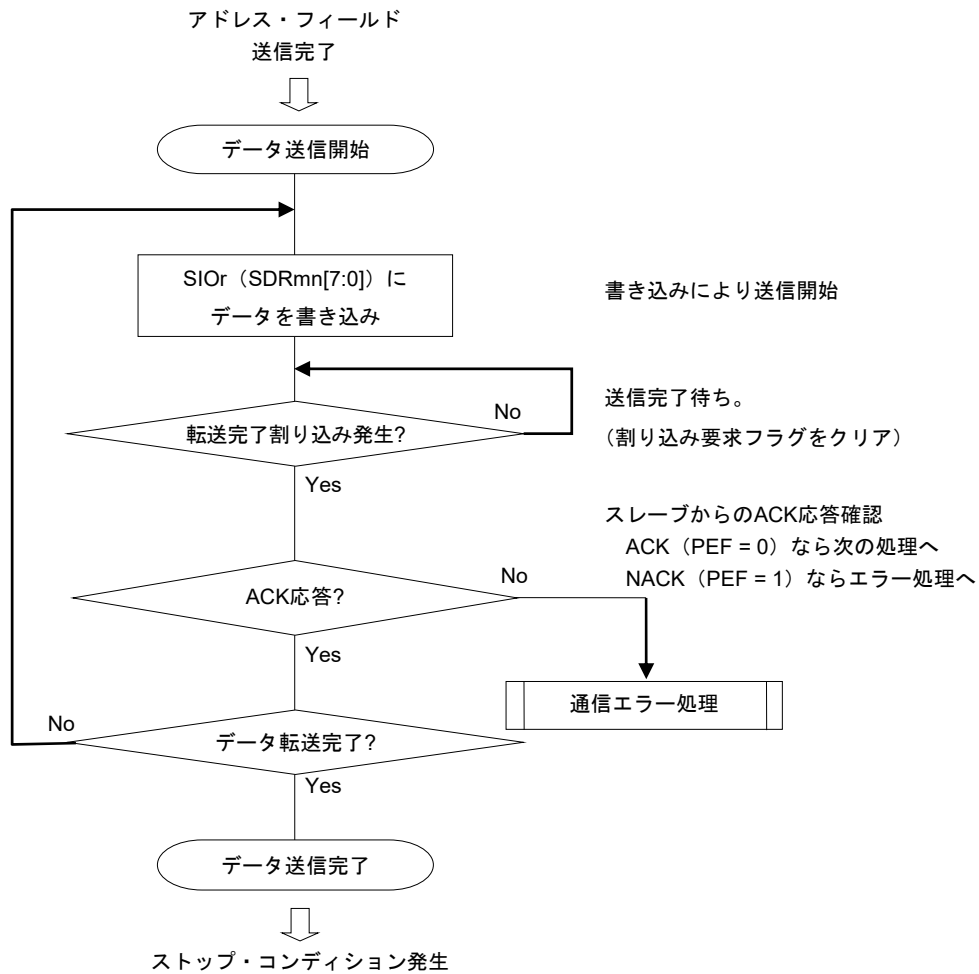 アドレス・フィールド
送信完了
データ送信開始
SIOr（SDRmn[7:0]）に
データを書き込み
書き込みにより送信開始
転送完了割り込み発生?
No
送信完了待ち。
（割り込み要求フラグをクリア）
Yes
スレーブからのACK応答確認
ACK（PEF = 0）なら次の処理へ
NACK（PEF = 1）ならエラー処理へ
ACK応答?
No
Yes
通信エラー処理
No
データ転送完了?
Yes
データ送信完了
ストップ・コンディション発生